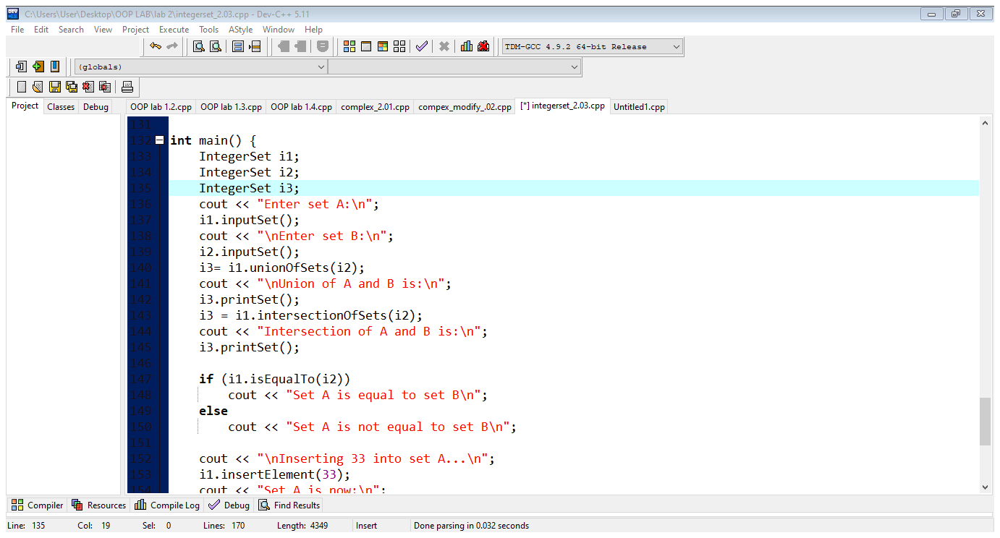 C:\Users\User\Desktop\OOP LAB\lab 2\integerset_2.03.cpp - Dev-C++ 5.11
File Edit Search View Project Execute Tools AStyle Window Help
TDM-GCC 4.9.2 64-bit Release
(globals)
Project Classes Debug
OOP lab 1.2.cpp OOP lab 1.3.cpp OOP lab 1.4.cpp complex_2.01.cpp compex_modify_.02.cpp [*] integerset_2.03.cpp Untitled1.cpp
131
132 int main() {
133 IntegerSet i1;
134 IntegerSet i2;
135 IntegerSet i3;
136 cout << "Enter set A:\n";
137 i1.inputSet();
138 cout << "\nEnter set B:\n";
139 i2.inputSet();
140 i3= i1.unionOfSets(i2);
141 cout << "\nUnion of A and B is:\n";
142 i3.printSet();
143 i3 = i1.intersectionOfSets(i2);
144 cout << "Intersection of A and B is:\n";
145 i3.printSet();
146
147 if (i1.isEqualTo(i2))
148 cout << "Set A is equal to set B\n";
149 else
150 cout << "Set A is not equal to set B\n";
151
152 cout << "\nInserting 33 into set A...\n";
153 i1.insertElement(33);
154 cout << "Set A is now:\n";
Compiler Resources Compile Log Debug Find Results
Line: 135 Col: 19 Sel: 0 Lines: 170 Length: 4349 Insert Done parsing in 0.032 seconds